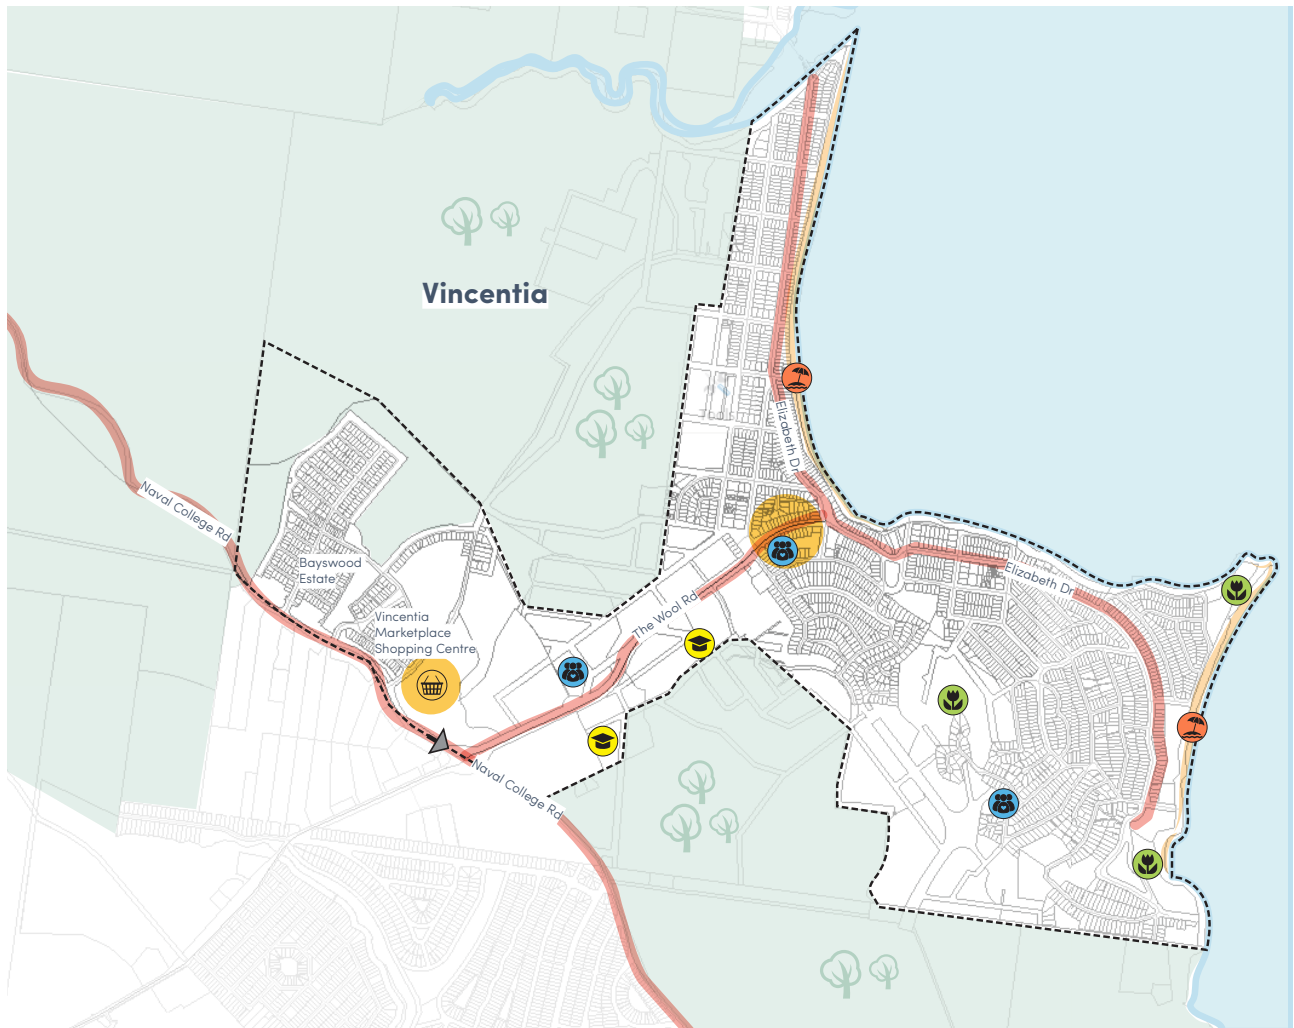 Vincentia
Elizabeth Dr
Naval College Rd
Bayswood
Estate
Elizabeth Dr
The Wool Rd
Vincentia
Marketplace
Shopping Centre
Naval College Rd